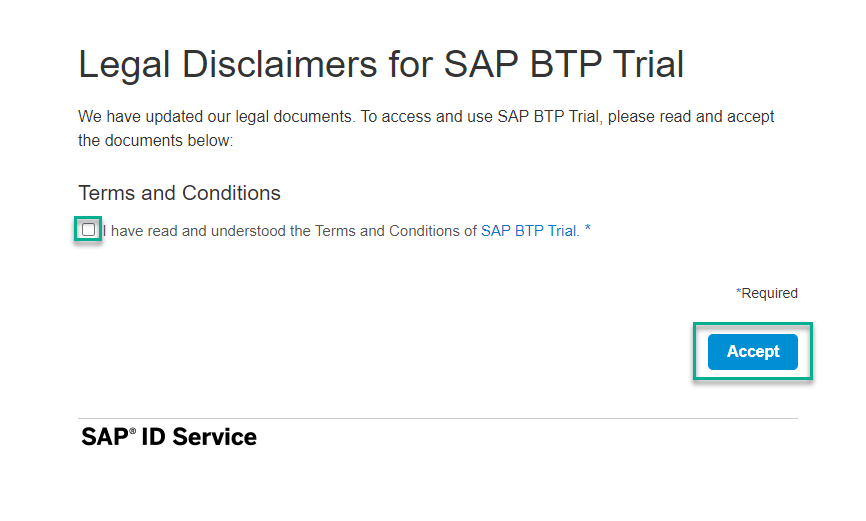 Legal Disclaimers for SAP BTP Trial
We have updated our legal documents. To access and use SAP BTP Trial, please read and accept
the documents below:
Terms and Conditions
I have read and understood the Terms and Conditions of SAP BTP Trial. *
*Required
Accept
SAP® ID Service